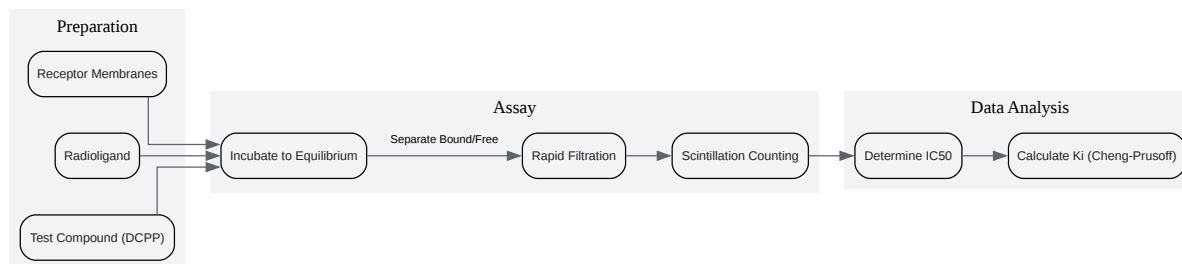 Preparation
Receptor Membranes
Radioligand
Test Compound (DCPP)
Assay
Incubate to Equilibrium
Separate Bound/Free
Rapid Filtration
Scintillation Counting
Data Analysis
Determine IC50
Calculate Ki (Cheng-Prusoff)